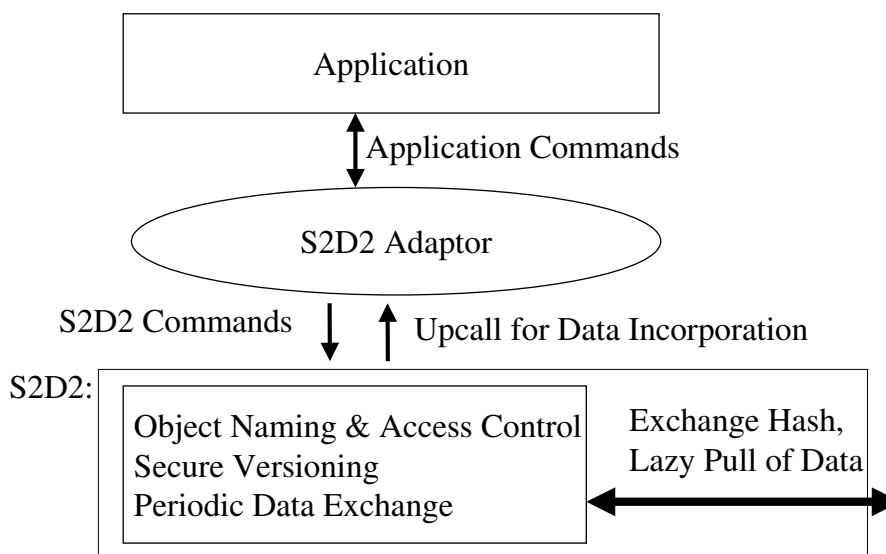 Application
Application Commands
S2D2 Adaptor
S2D2 Commands
Upcall for Data Incorporation
S2D2:
Object Naming & Access Control
Secure Versioning
Periodic Data Exchange
Exchange Hash,
Lazy Pull of Data